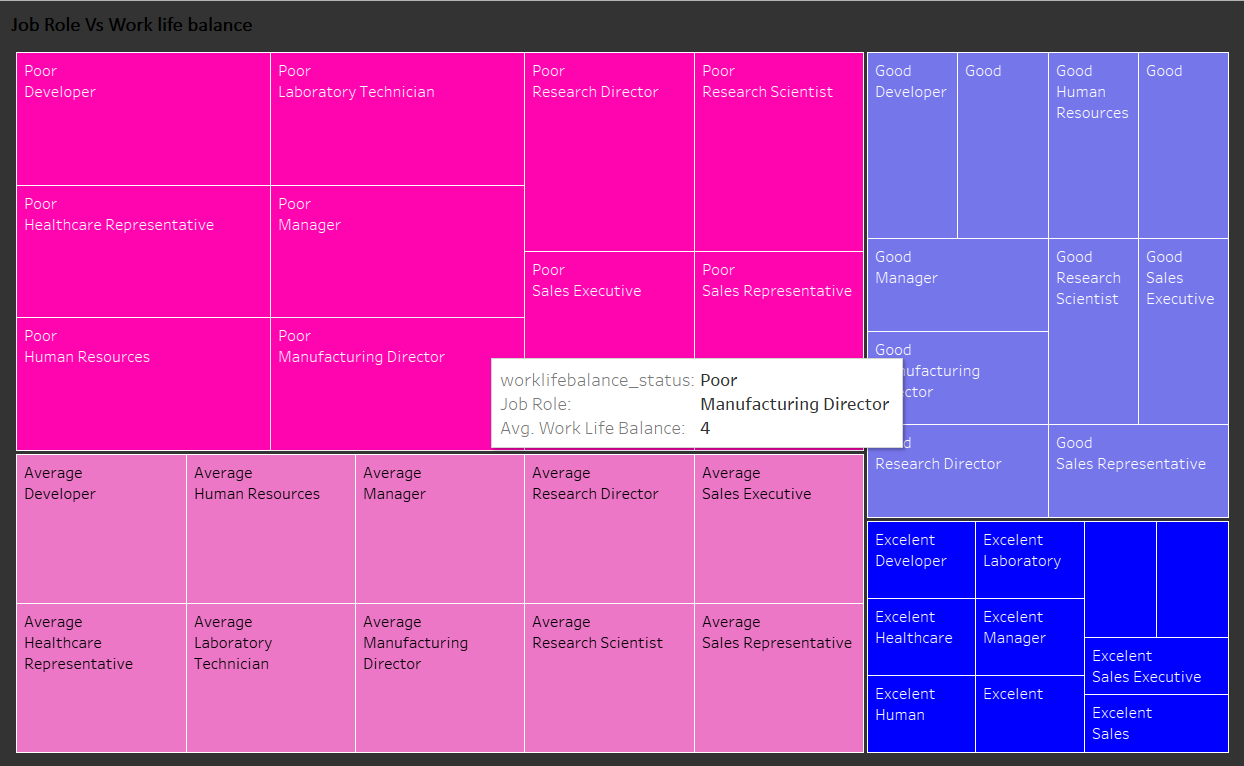 Job Role Vs Work life balance
Poor
Developer
Poor
Laboratory Technician
Poor
Research Director
Poor
Research Scientist
Poor
Healthcare Representative
Poor
Manager
Poor
Sales Executive
Poor
Sales Representative
Poor
Human Resources
Poor
Manufacturing Director
worklifebalance_status: Poor
Job Role: Manufacturing Director
Avg. Work Life Balance: 4
Good
Developer
Good
Good
Human
Resources
Good
Good
Manager
Good
Research
Scientist
Good
Sales
Executive
Good
Research Director
Good
Sales Representative
Average
Developer
Average
Human Resources
Average
Manager
Average
Research Director
Average
Sales Executive
Average
Healthcare
Representative
Average
Laboratory
Technician
Average
Manufacturing
Director
Average
Research Scientist
Average
Sales Representative
Excelent
Developer
Excelent
Laboratory
Excelent
Healthcare
Excelent
Manager
Excelent
Sales Executive
Excelent
Human
Excelent
Excelent
Sales